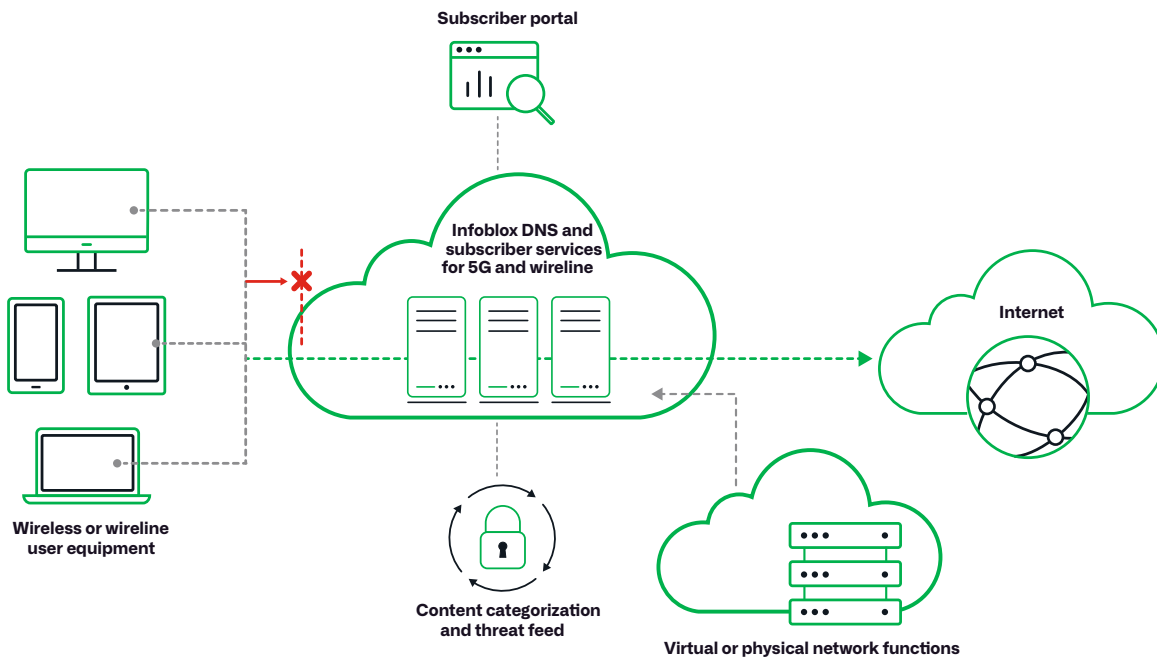 Subscriber portal
Infoblox DNS and
subscriber services
for 5G and wireline
Internet
Wireless or wireline
user equipment
Content categorization
and threat feed
Virtual or physical network functions